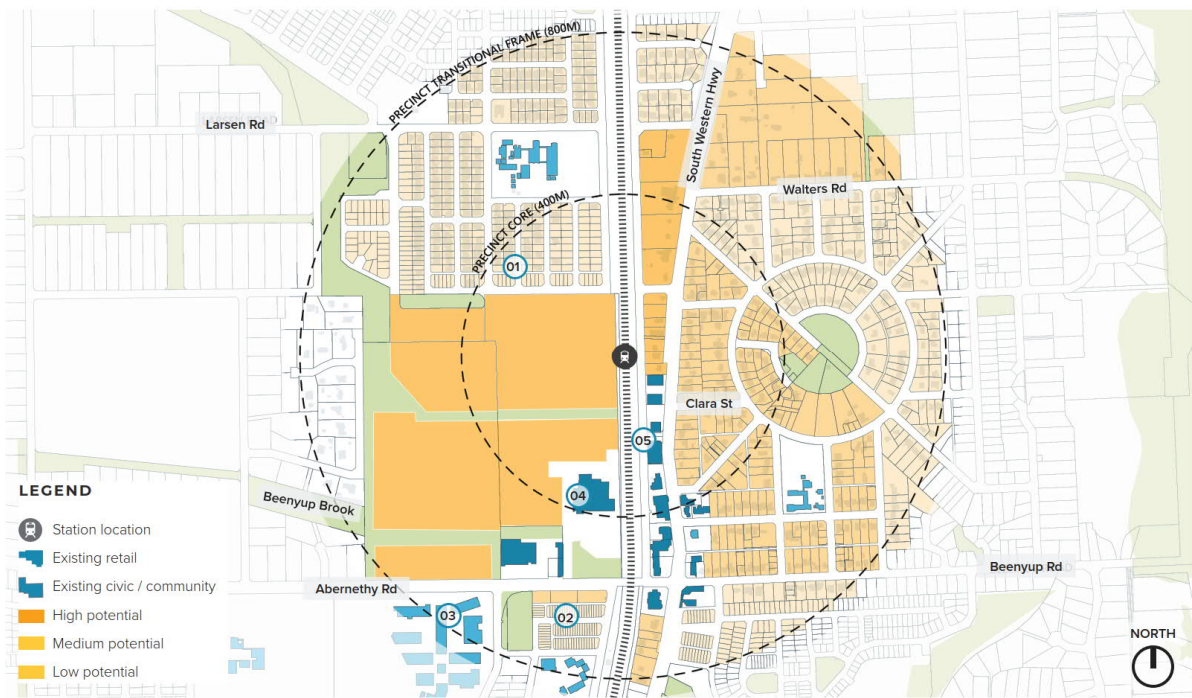 PRECINCT TRANSITIONAL FRAME (800M)
South Western Hwy
Larsen Rd
Walters Rd
PRECINCT CORE (400M)
01
Clara St
05
04
LEGEND
Beenyup Brook
Station location
Existing retail
Beenyup Rd
Existing civic / community
Abernethy Rd
High potential
03
02
Medium potential
NORTH
Low potential